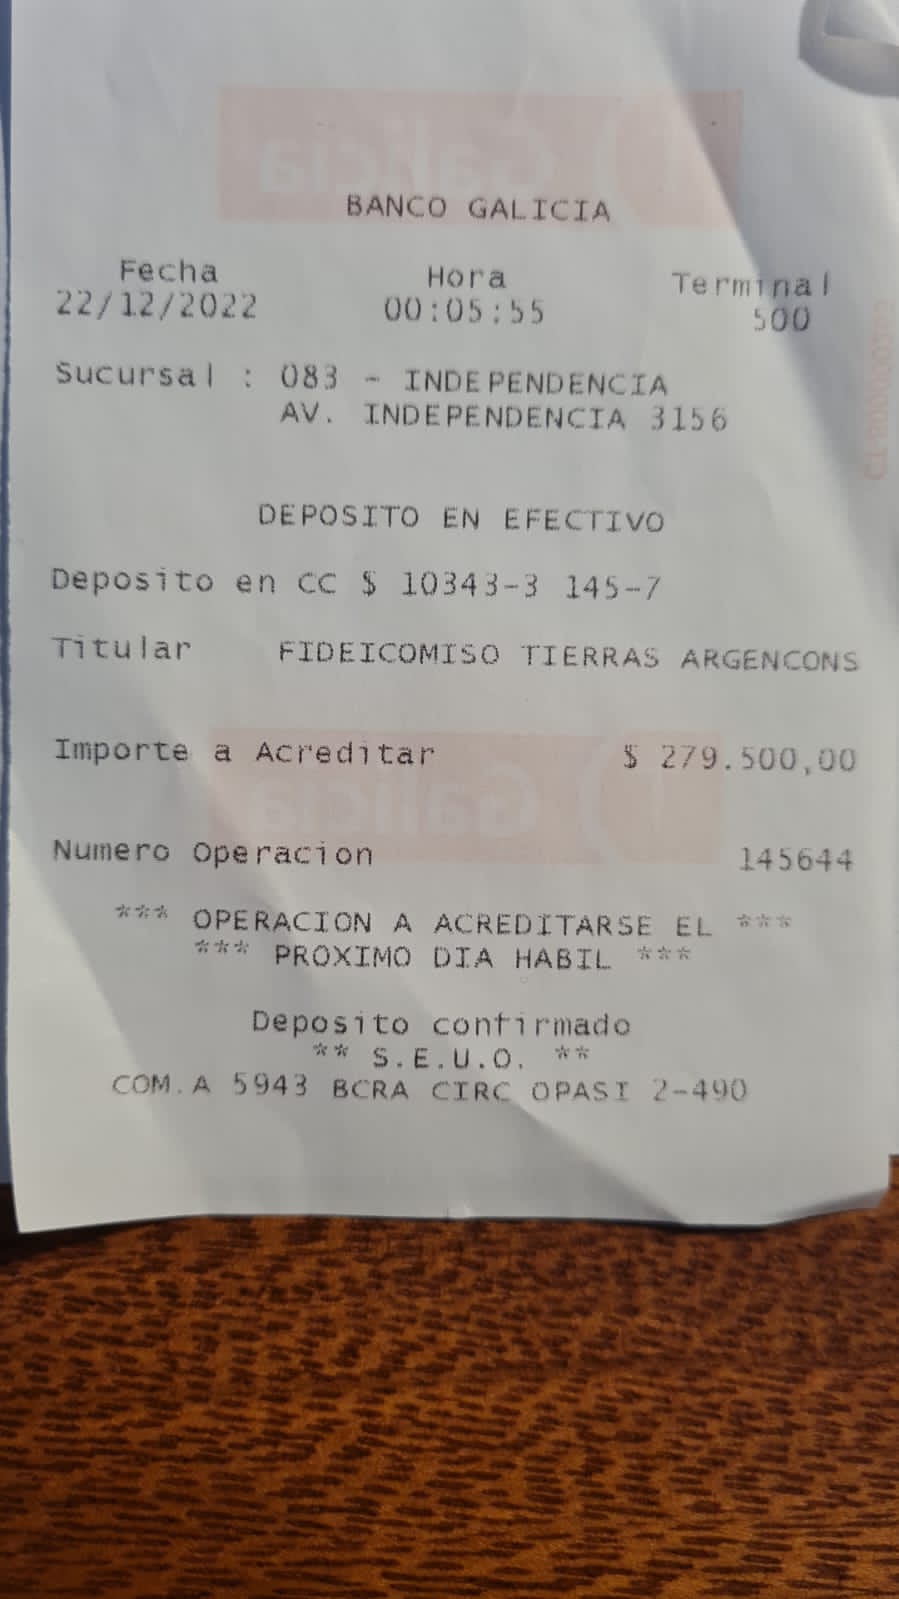 BANCO GALICIA
Fecha Hora Terminal
22/12/2022 00:05:55 500
Sucursal : 083 - INDEPENDENCIA
AV. INDEPENDENCIA 3156
DEPOSITO EN EFECTIVO
Deposito en CC $ 10343-3 145-7
Titular FIDEICOMISO TIERRAS ARGENCONS
Importe a Acreditar $ 279.500,00
Galicia
Numero Operacion 145644
*** OPERACION A ACREDITARSE EL ***
*** PROXIMO DIA HABIL ***
Deposito confirmado
** S.E.U.O. **
COM.A 5943 BCRA CIRC OPASI 2-490